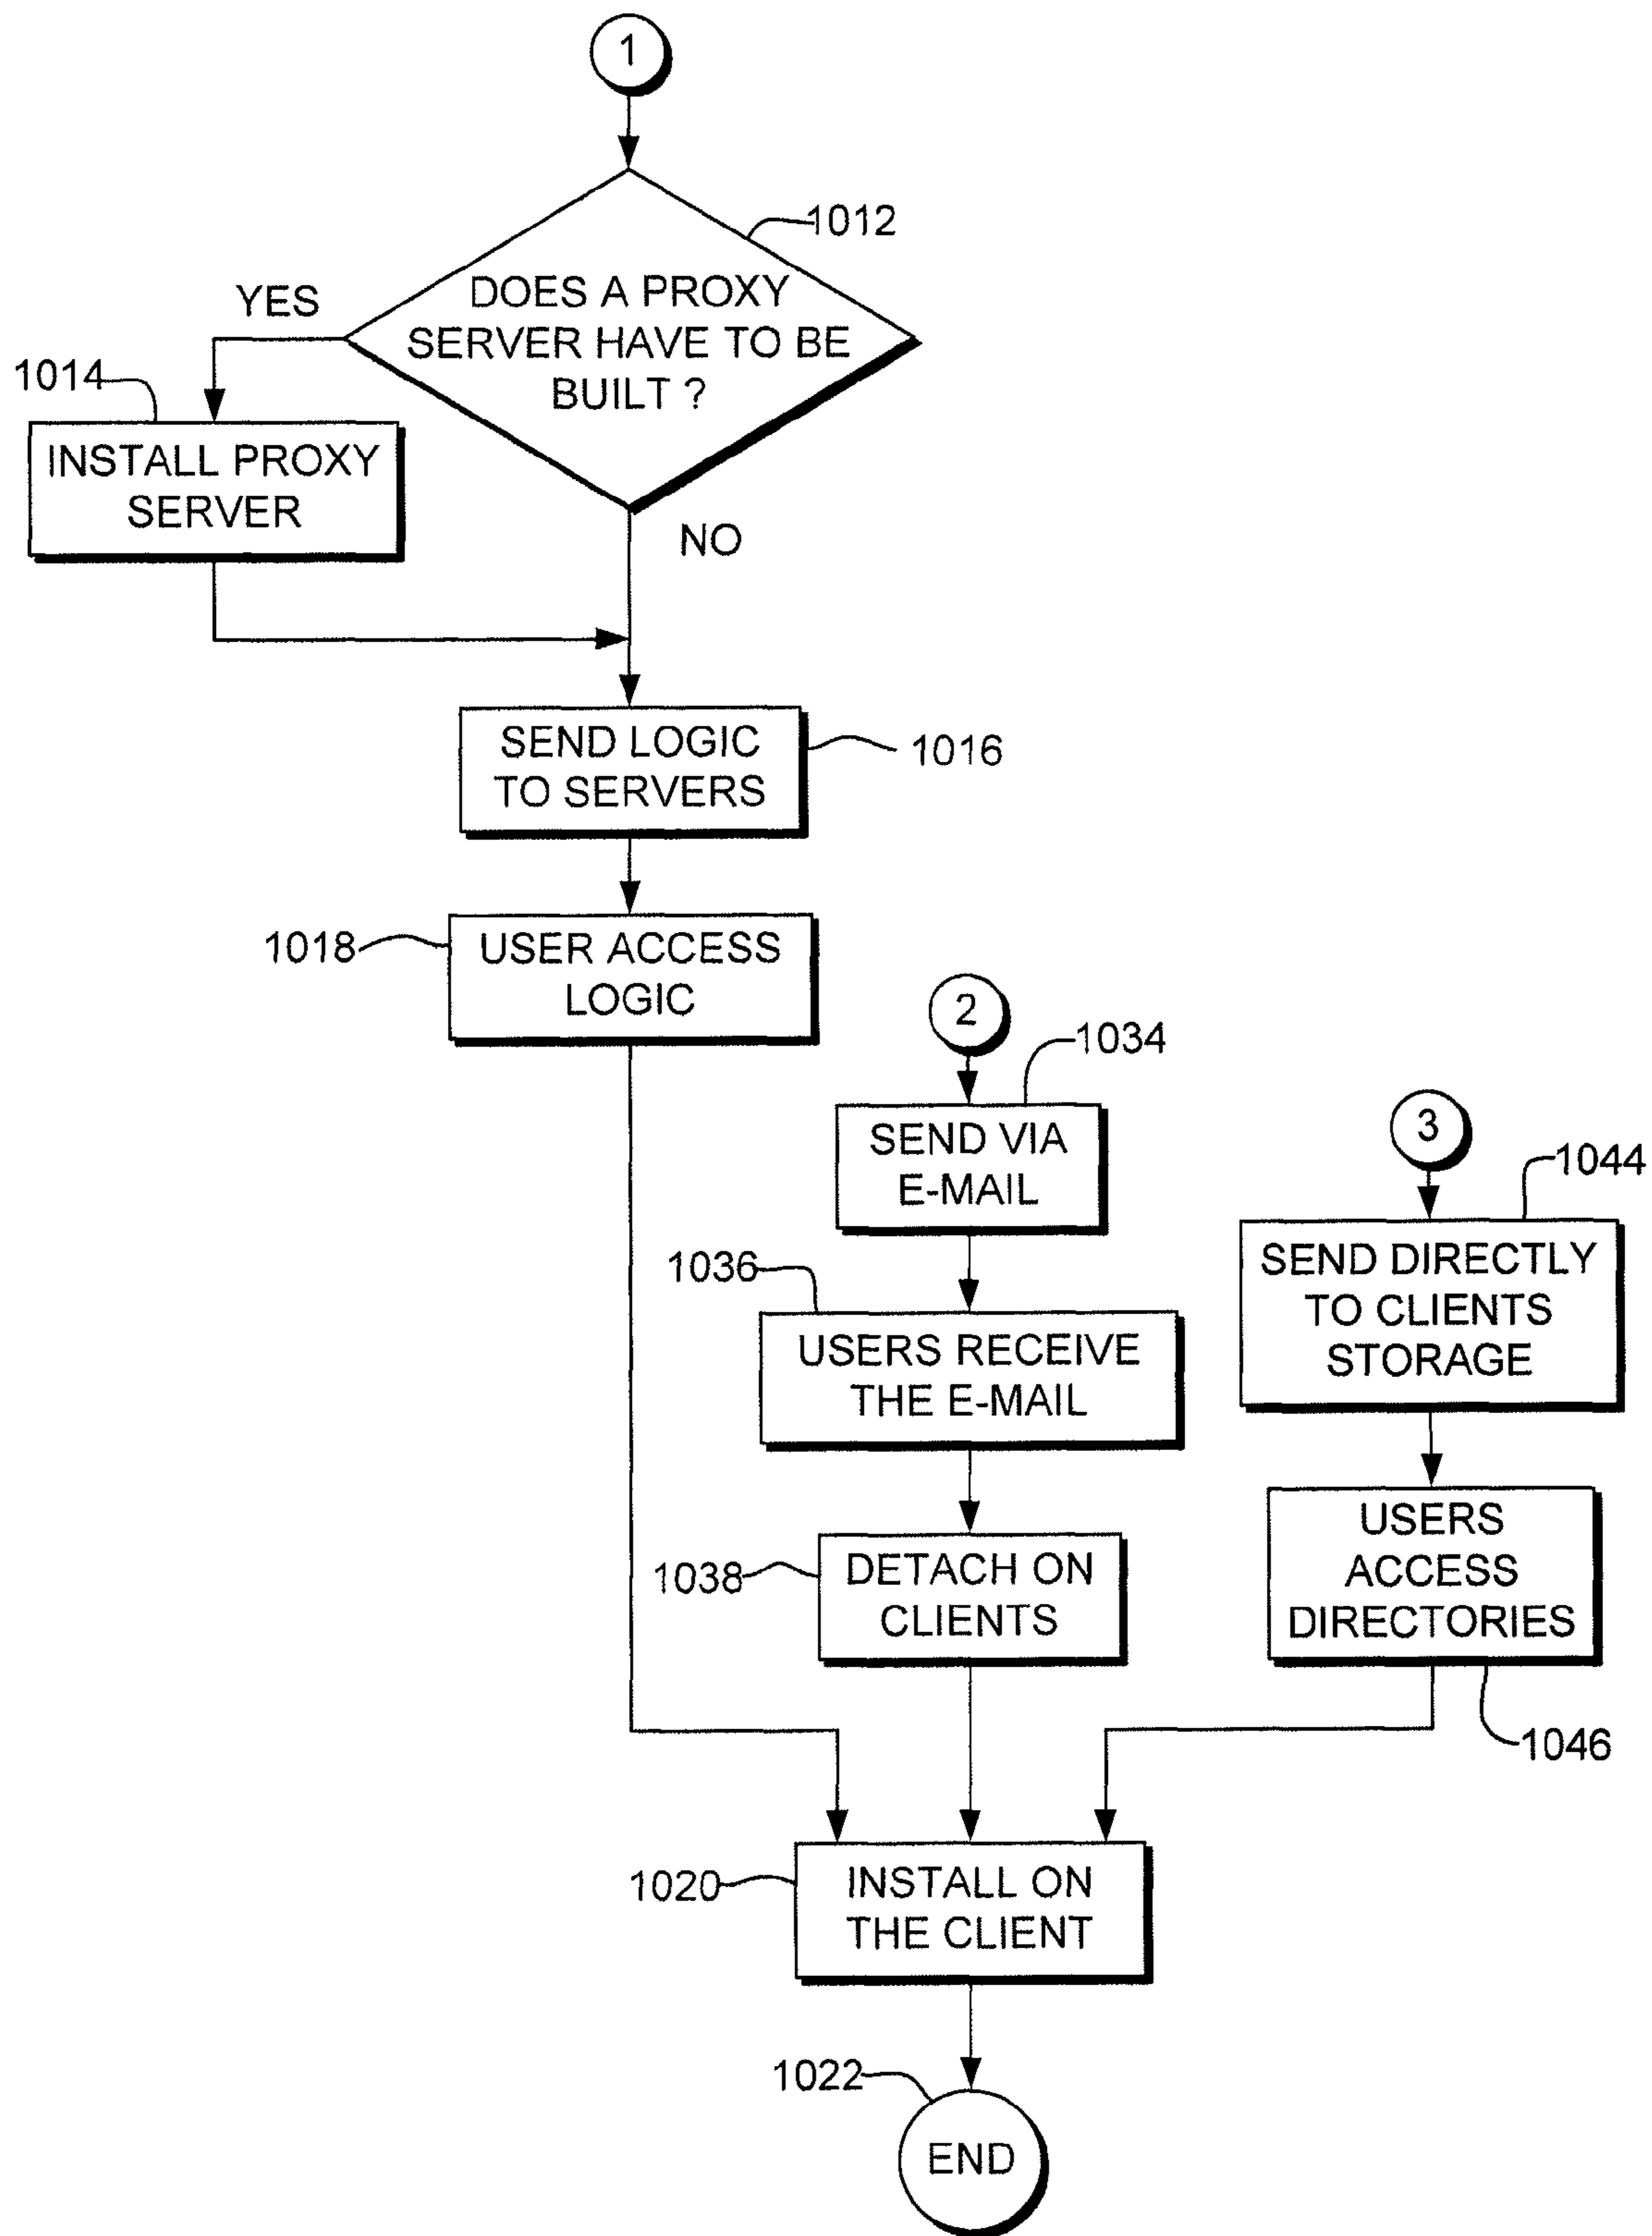 1
1012
DOES A PROXY
SERVER HAVE TO BE
BUILT ?
YES
1014
INSTALL PROXY
SERVER
NO
SEND LOGIC
TO SERVERS
1016
1018
USER ACCESS
LOGIC
2
1034
SEND VIA
E-MAIL
3
1044
SEND DIRECTLY
TO CLIENTS
STORAGE
1036
USERS RECEIVE
THE E-MAIL
1038
DETACH ON
CLIENTS
USERS
ACCESS
DIRECTORIES
1046
1020
INSTALL ON
THE CLIENT
1022
END